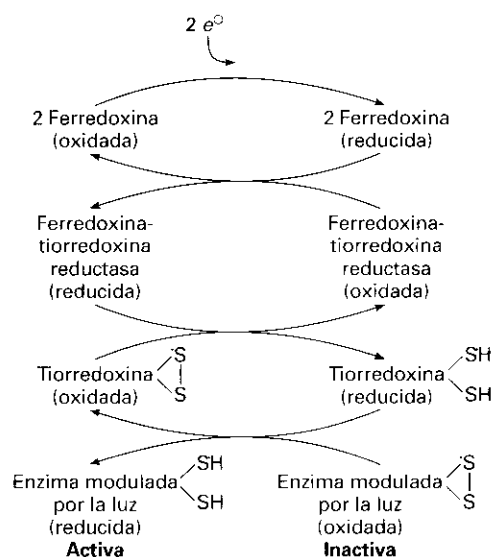 2 e⊖
2 Ferredoxina
(oxidada)
2 Ferredoxina
(reducida)
Ferredoxina-
tiorredoxina
reductasa
(reducida)
Ferredoxina-
tiorredoxina
reductasa
(oxidada)
Tiorredoxina
(oxidada)
S
S
Tiorredoxina
(reducida)
SH
SH
Enzima modulada
por la luz
(reducida)
Activa
SH
SH
Enzima modulada
por la luz
(oxidada)
Inactiva
S
S